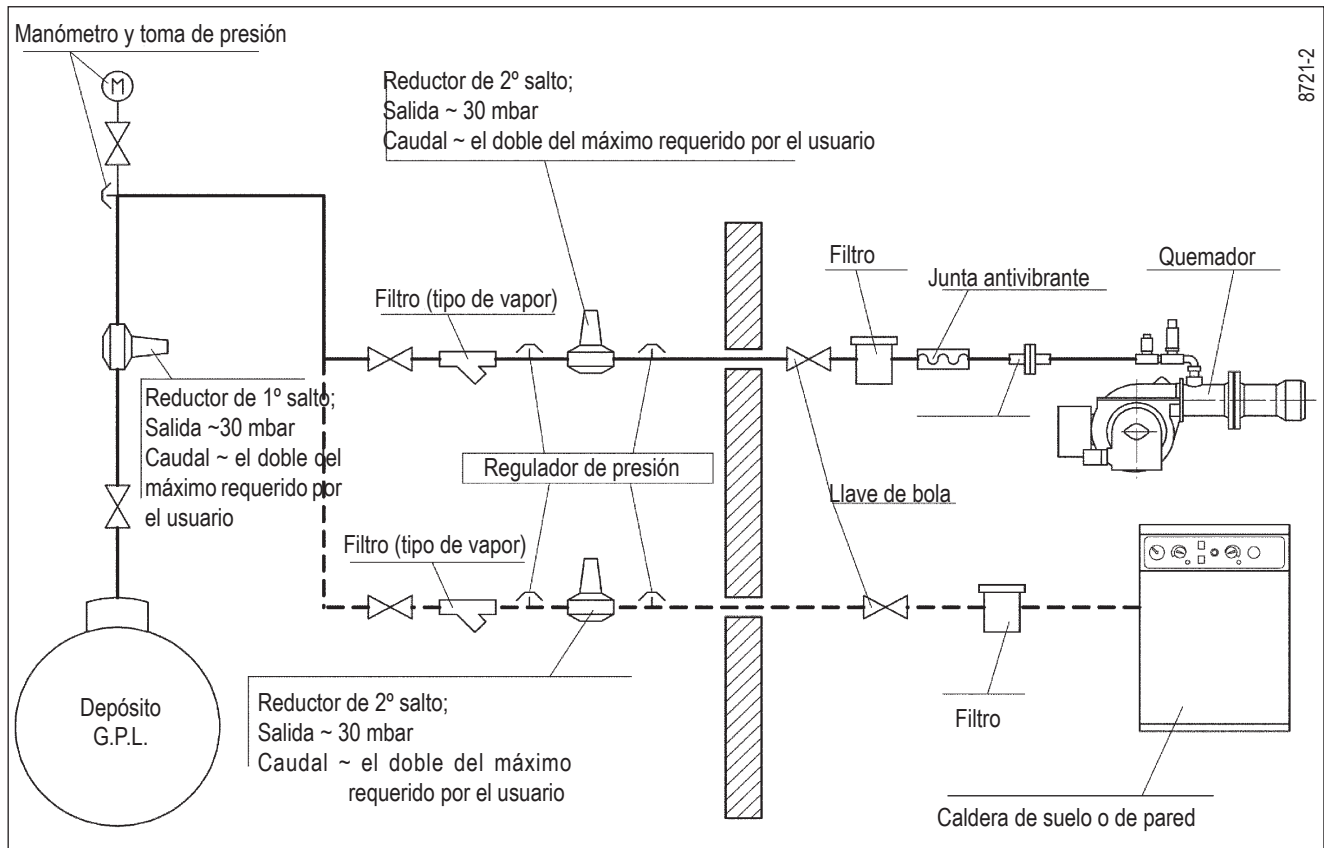 Manómetro y toma de presión
M
8721-2
Reductor de 2º salto;
Salida ~ 30 mbar
Caudal ~ el doble del máximo requerido por el usuario
Filtro
Quemador
Junta antivibrante
Filtro (tipo de vapor)
Reductor de 1º salto;
Salida ~30 mbar
Caudal ~ el doble del
máximo requerido por
el usuario
Regulador de presión
Llave de bola
Filtro (tipo de vapor)
Depósito
G.P.L.
Reductor de 2º salto;
Salida ~ 30 mbar
Caudal ~ el doble del máximo
requerido por el usuario
Filtro
Caldera de suelo o de pared